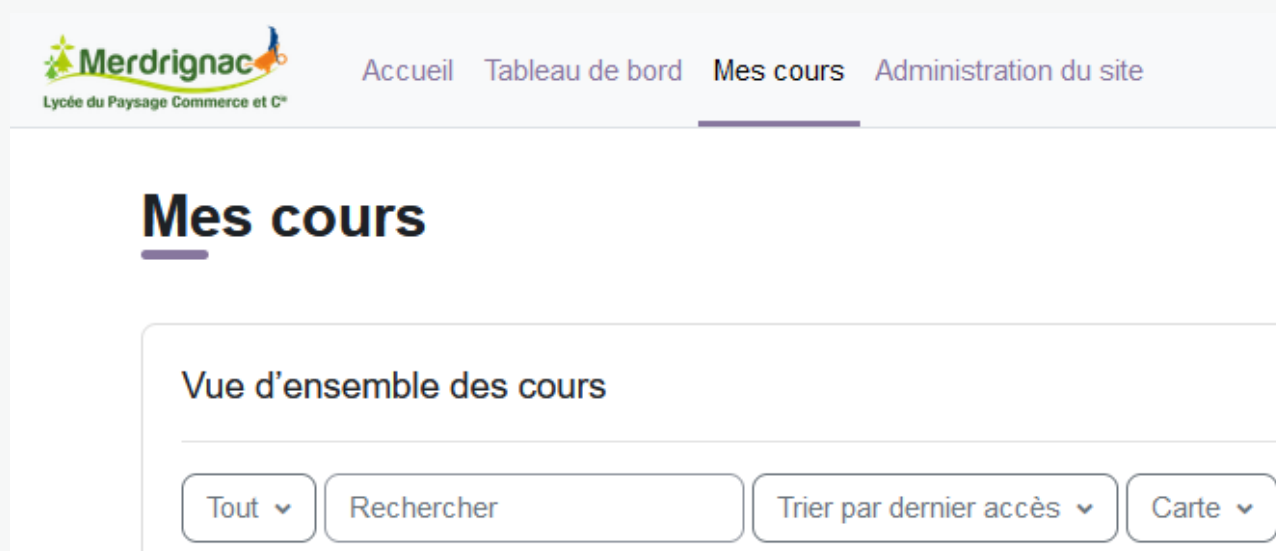 Merdrignac
Lycée du Paysage Commerce et Cie
Accueil Tableau de bord Mes cours Administration du site
Mes cours
Vue d’ensemble des cours
Tout Rechercher Trier par dernier accès Carte